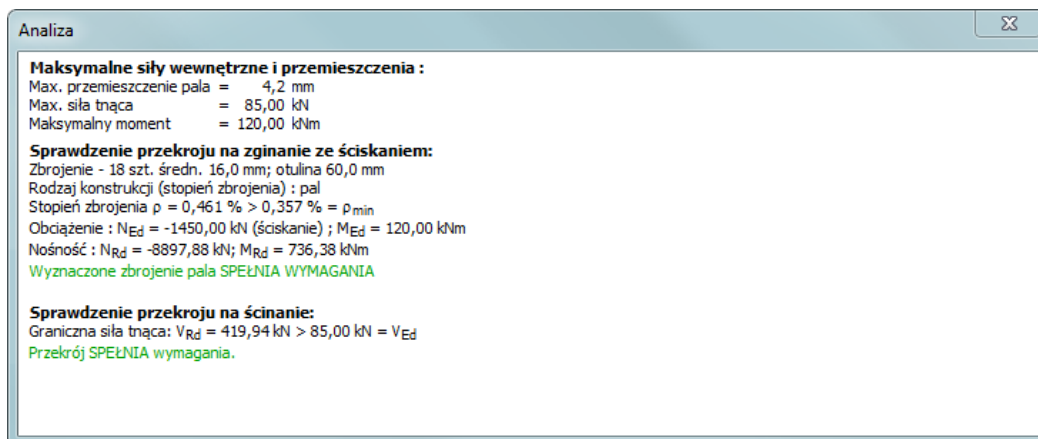 Analiza
Maksymalne siły wewnętrzne i przemieszczenia :
Max. przemieszczenie pala = 4,2 mm
Max. siła tnąca = 85,00 kN
Maksymalny moment = 120,00 kNm
Sprawdzenie przekroju na zginanie ze ściskaniem:
Zbrojenie - 18 szt. średn. 16,0 mm; otulina 60,0 mm
Rodzaj konstrukcji (stopień zbrojenia) : pal
Stopień zbrojenia ρ = 0,461 % > 0,357 % = ρmin
Obciążenie : NEd = -1450,00 kN (ściskanie) ; MEd = 120,00 kNm
Nośność : NRd = -8897,88 kN; MRd = 736,38 kNm
Wyznaczone zbrojenie pala SPEŁNIA WYMAGANIA
Sprawdzenie przekroju na ścinanie:
Graniczna siła tnąca: VRd = 419,94 kN > 85,00 kN = VEd
Przekrój SPEŁNIA wymagania.